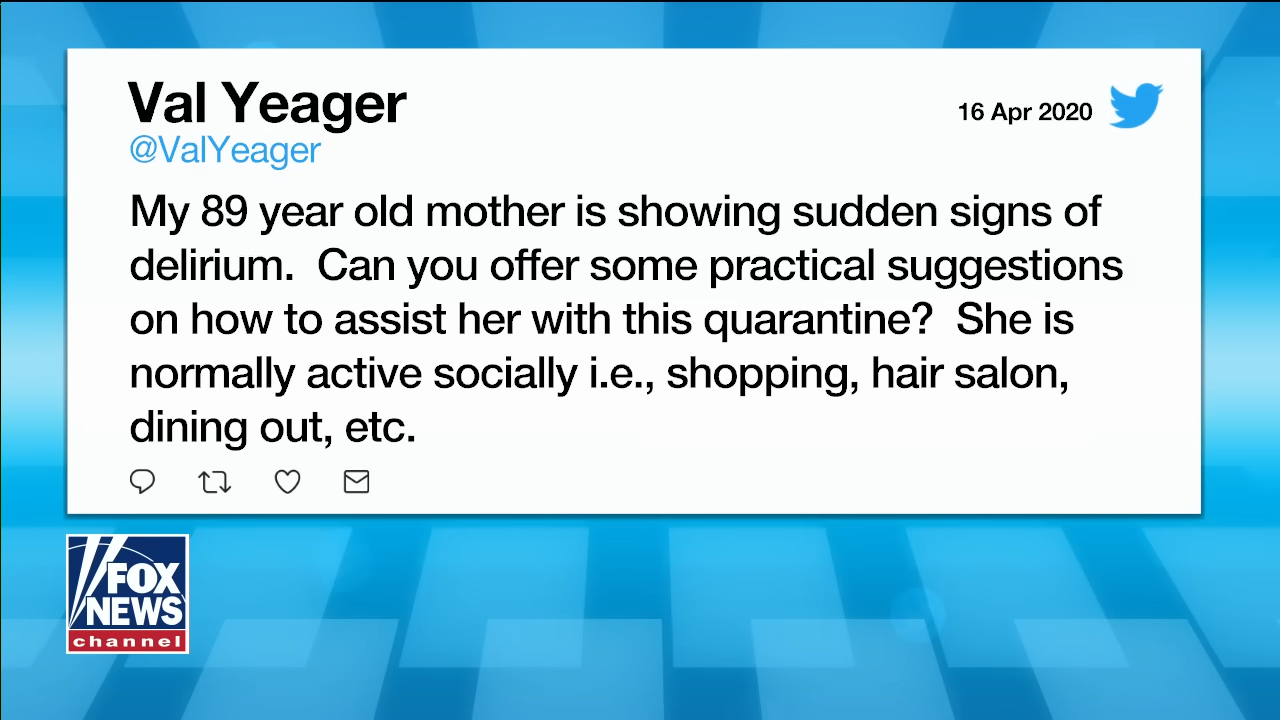 Val Yeager
16 Apr 2020
@ValYeager
My 89 year old mother is showing sudden signs of
delirium.  Can you offer some practical suggestions
on how to assist her with this quarantine?  She is
normally active socially i.e., shopping, hair salon,
dining out, etc.
FOX
NEWS
channel